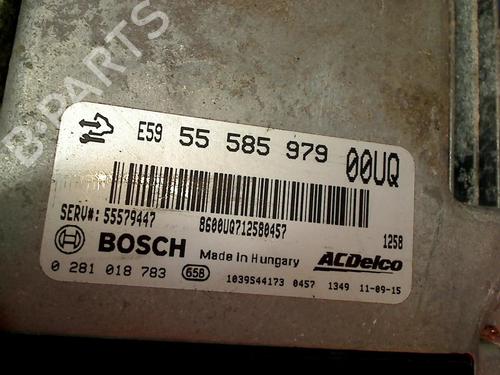 B-PARTS
E59 55 585 979 00UQ
SERV#: 55579447 8600UQ712580457 1258
BOSCH Made in Hungary ACDelco
0 281 018 783 658 1039S44173 0457 1349 11-09-15